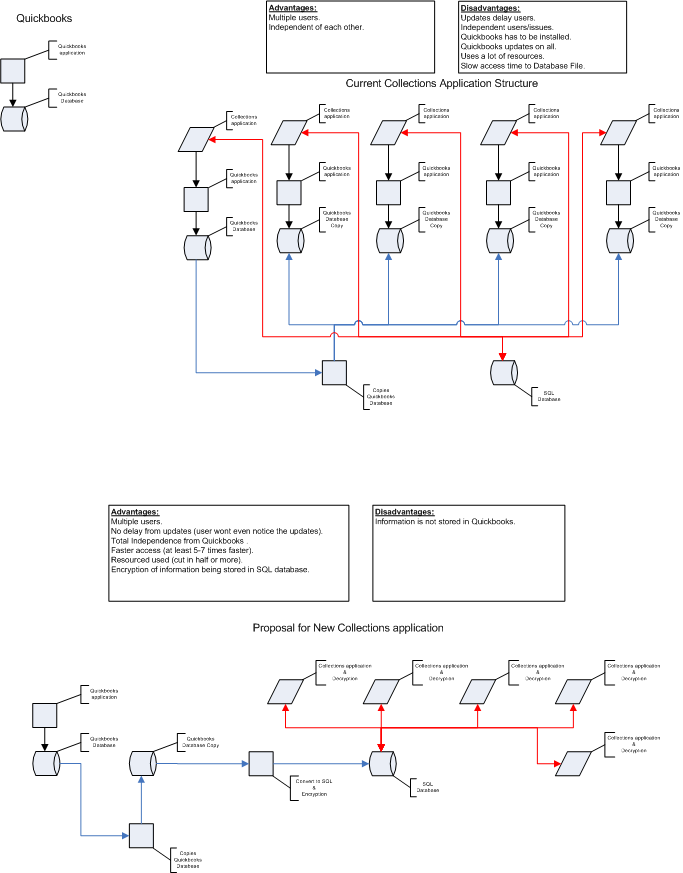 Quickbooks
Quickbooks
application
Quickbooks
Database
Advantages:
Multiple users.
Independent of each other.
Disadvantages:
Updates delay users.
Independent users/issues.
Quickbooks has to be installed.
Quickbooks updates on all.
Uses a lot of resources.
Slow access time to Database File.
Current Collections Application Structure
Collections
application
Collections
application
Collections
application
Collections
application
Collections
application
Quickbooks
application
Quickbooks
application
Quickbooks
application
Quickbooks
application
Quickbooks
application
Quickbooks
Database
Quickbooks
Database
Copy
Quickbooks
Database
Copy
Quickbooks
Database
Copy
Quickbooks
Database
Copy
Copies
Quickbooks
Database
SQL
Database
Advantages:
Multiple users.
No delay from updates (user wont even notice the updates).
Total Independence from Quickbooks .
Faster access (at least 5-7 times faster).
Resourced used (cut in half or more).
Encryption of information being stored in SQL database.
Disadvantages:
Information is not stored in Quickbooks.
Proposal for New Collections application
Collections application
&
Decryption
Collections application
&
Decryption
Collections application
&
Decryption
Collections application
&
Decryption
Quickbooks
application
Quickbooks
Database
Quickbooks
Database Copy
Collections application
&
Decryption
Convert to SQL
&
Encryption
SQL
Database
Copies
Quickbooks
Database